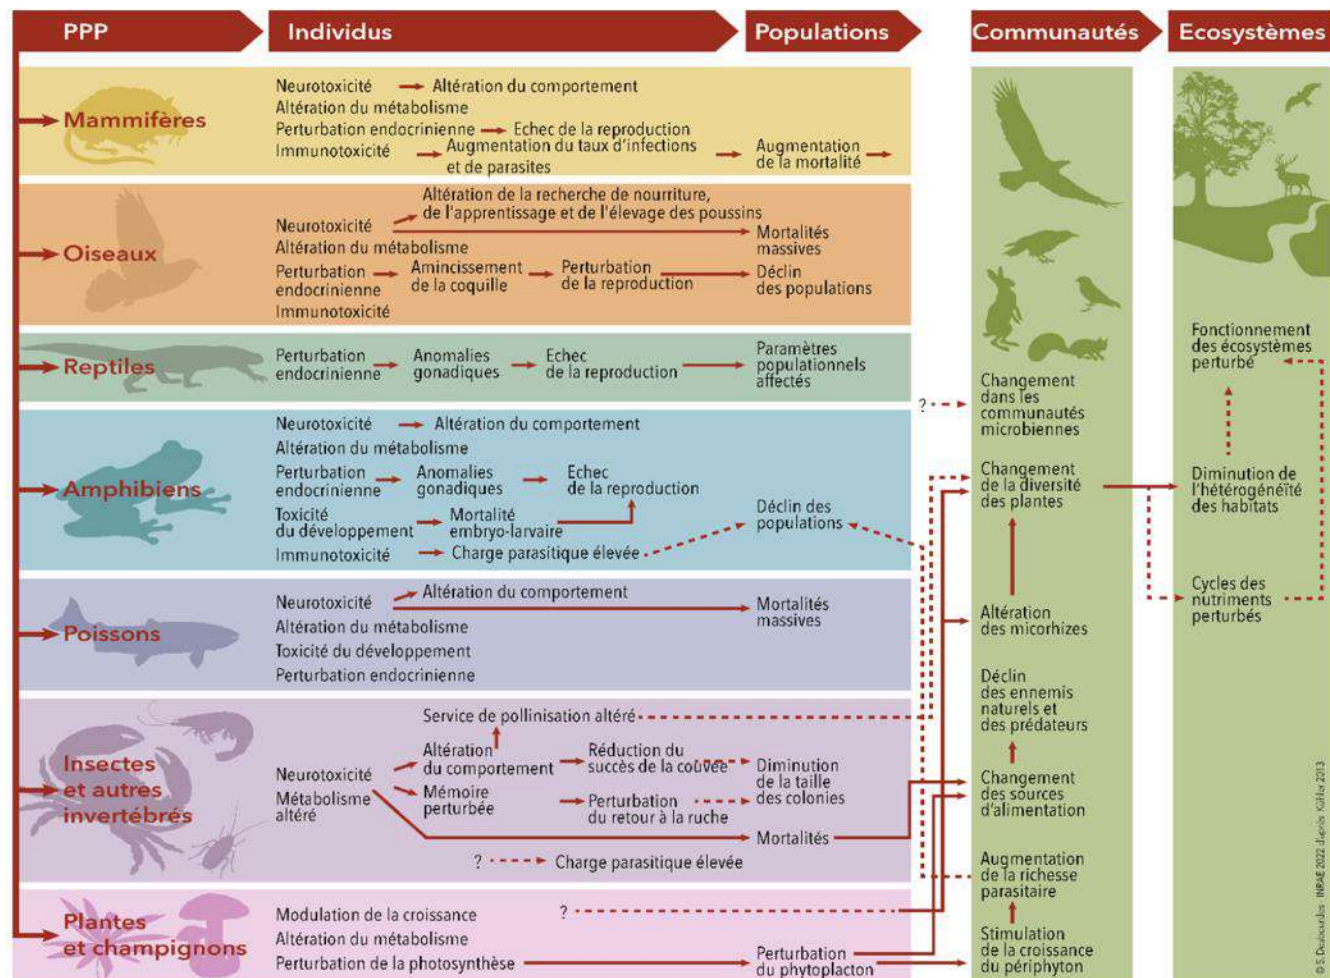 PPP
Individus
Populations
Communautés
Ecosystèmes
Mammifères
Neurotoxicité
Altération du comportement
Altération du métabolisme
Perturbation endocrinienne
Echec de la reproduction
Immunotoxicité
Augmentation du taux d'infections
et de parasites
Augmentation
de la mortalité
Oiseaux
Altération de la recherche de nourriture,
de l'apprentissage et de l'élevage des poussins
Neurotoxicité
Mortalités
massives
Altération du métabolisme
Perturbation
endocrinienne
Amincissement
de la coquille
Perturbation
de la reproduction
Déclin
des populations
Immunotoxicité
Reptiles
Perturbation
endocrinienne
Anomalies
gonadiques
Echec
de la reproduction
Paramètres
populationnels
affectés
Amphibiens
Neurotoxicité
Altération du comportement
Altération du métabolisme
Perturbation
endocrinienne
Anomalies
gonadiques
Echec
de la reproduction
Toxicité
du développement
Mortalité
embryo-larvaire
Déclin des
populations
Immunotoxicité
Charge parasitique élevée
Poissons
Neurotoxicité
Altération du comportement
Mortalités
massives
Altération du métabolisme
Toxicité du développement
Perturbation endocrinienne
Insectes
et autres
invertébrés
Service de pollinisation altéré
Neurotoxicité
Métabolisme
altéré
Altération
du comportement
Réduction du
succès de la couvée
Diminution
de la taille
des colonies
Mémoire
perturbée
Perturbation
du retour à la ruche
Mortalités
?
Charge parasitique élevée
Plantes
et champignons
Modulation de la croissance
?
Altération du métabolisme
Perturbation de la photosynthèse
Perturbation
du phytoplacton
?
Changement
dans les
communautés
microbiennes
Changement
de la diversité
des plantes
Altération
des micorhizes
Déclin
des ennemis
naturels et
des prédateurs
Changement
des sources
d'alimentation
Augmentation
de la richesse
parasitaire
Stimulation
de la croissance
du périphyton
Fonctionnement
des écosystèmes
perturbé
Diminution de
l'hétérogénéïté
des habitats
Cycles des
nutriments
perturbés
INRAE 2022 d'après Köhler 2013